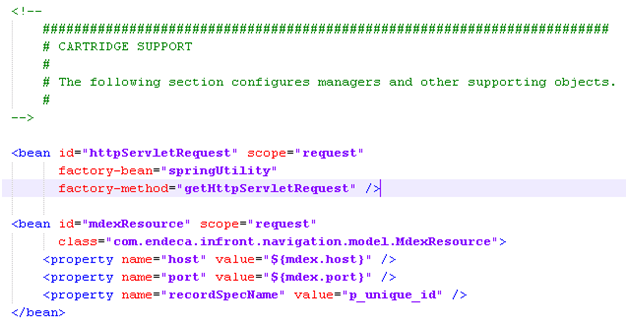 <!--
########################################################################
# CARTRIDGE SUPPORT
#
# The following section configures managers and other supporting objects.
#
-->
<bean id="httpServletRequest" scope="request"
factory-bean="springUtility"
factory-method="getHttpServletRequest" />
<bean id="mdexResource" scope="request"
class="com.endeca.infront.navigation.model.MdexResource">
<property name="host" value="${mdex.host}" />
<property name="port" value="${mdex.port}" />
<property name="recordSpecName" value="p_unique_id" />
</bean>